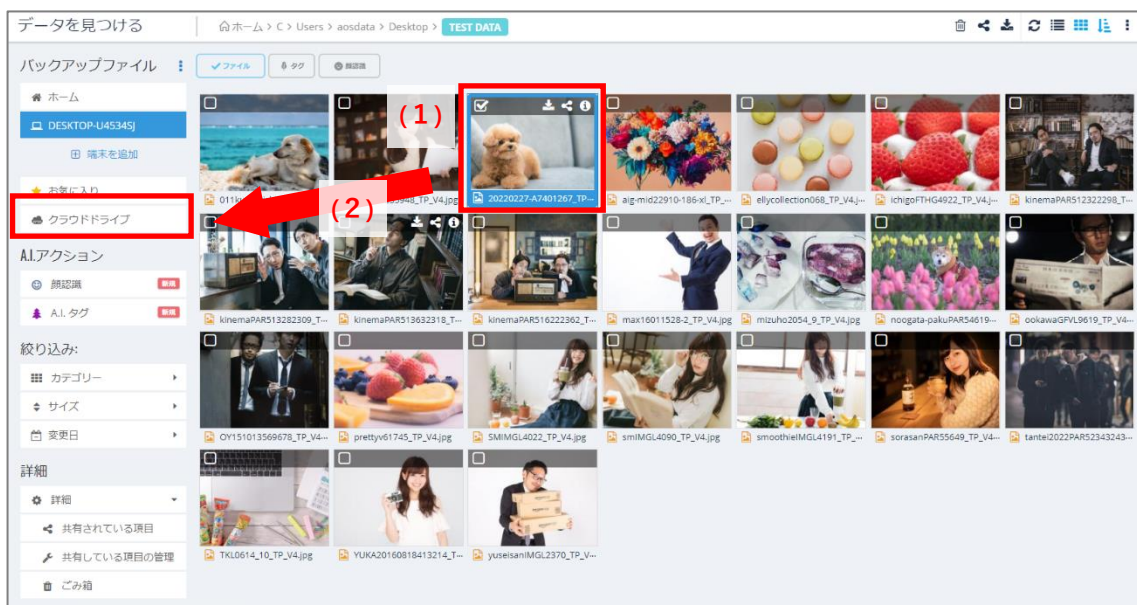 データを見つける
ホーム > C > Users > aosdata > Desktop > TEST DATA
バックアップファイル
ファイル
タグ
顔認識
ホーム
DESKTOP-U4534SJ
端末を追加
お気に入り
クラウドドライブ
A.I.アクション
顔認識 新規
A.I. タグ 新規
絞り込み:
カテゴリー
サイズ
変更日
詳細
詳細
共有されている項目
共有している項目の管理
ごみ箱
(1)
(2)
20220227-A7401267_TP...
aig-mid22910-186-xl_TP_...
ellycollection068_TP_V4.j...
ichigoFTHG4922_TP_V4.j...
kinemaPAR512322298_T...
kinemaPAR513282309_T...
kinemaPAR513632318_T...
kinemaPAR516222362_T...
max16011528-2_TP_V4.jpg
mizuho2054_9_TP_V4.jpg
noogata-pakuPAR54619...
ookawaGFVL9619_TP_V4...
OY151013569678_TP_V4...
prettyv61745_TP_V4.jpg
SMIMGL4022_TP_V4.jpg
smIMGL4090_TP_V4.jpg
smoothieIMGL4191_TP_...
sorasanPAR55649_TP_V4...
tantei2022PAR52343243...
TKL0614_10_TP_V4.jpg
YUKA20160818413214_T...
yuseisanIMGL2370_TP_V...